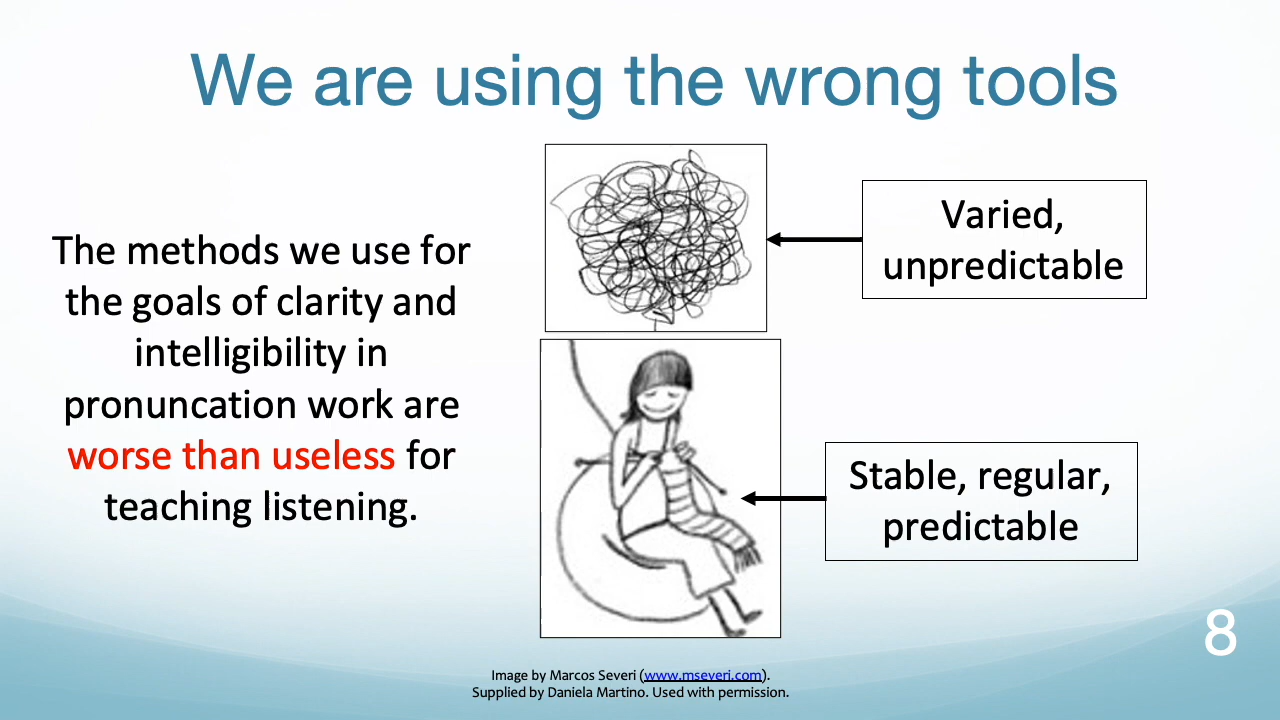 We are using the wrong tools
The methods we use for
the goals of clarity and
intelligibility in
pronuncation work are
worse than useless for
teaching listening.
Varied,
unpredictable
Stable, regular,
predictable
8
Image by Marcos Severi (www.mseveri.com).
Supplied by Daniela Martino. Used with permission.